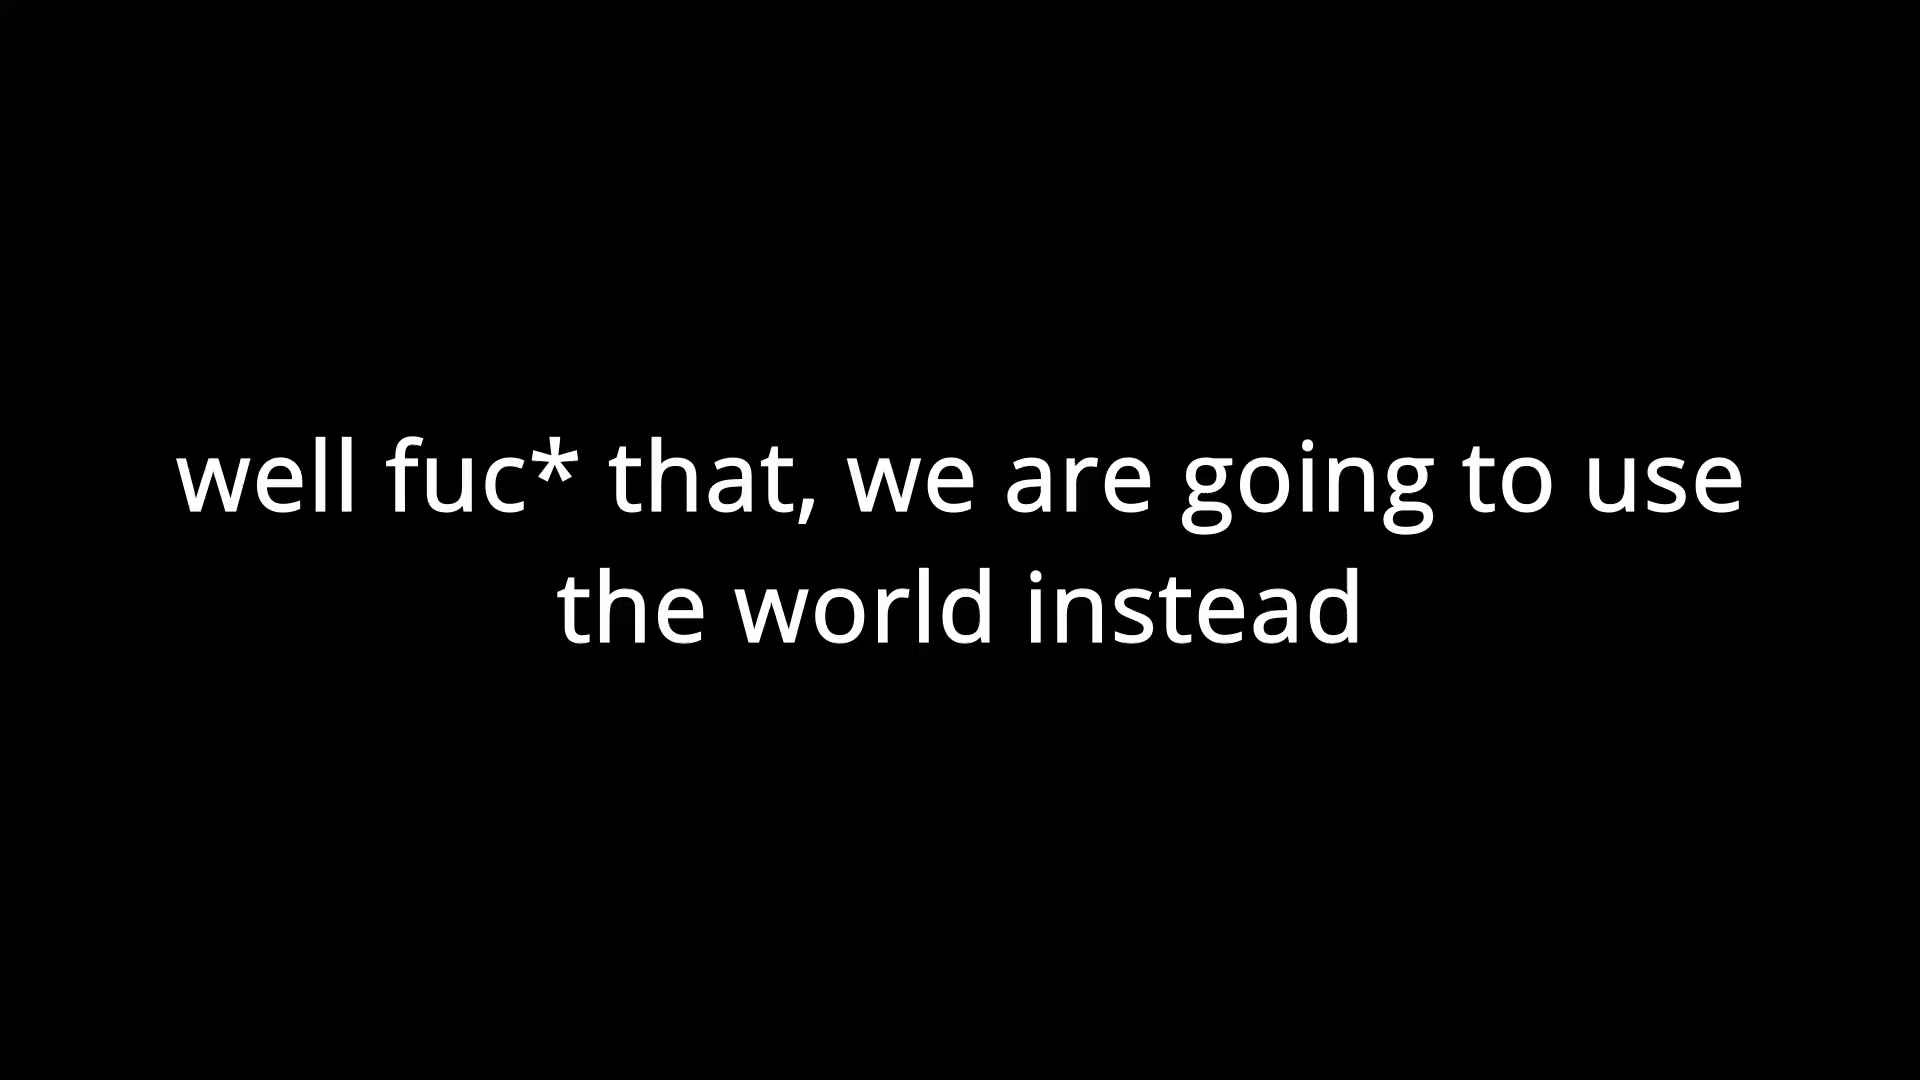 well fuc* that, we are going to use
the world instead